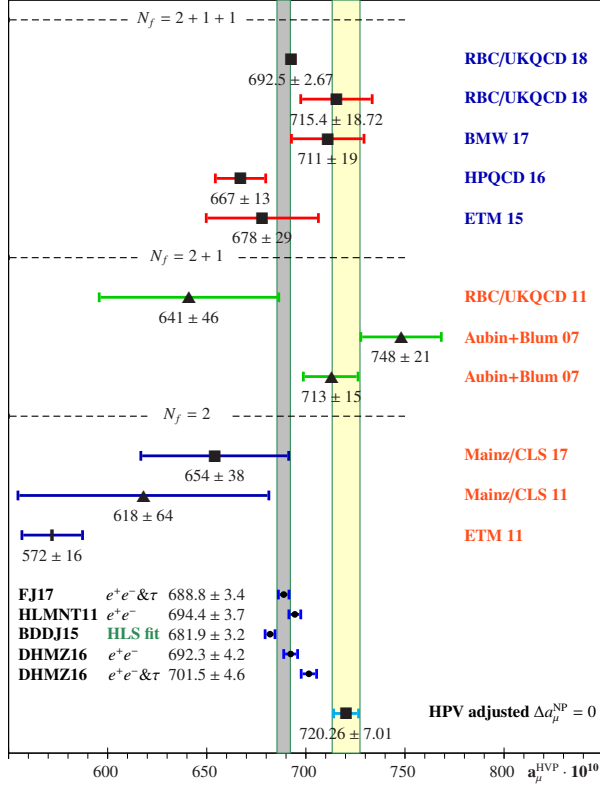 N_f = 2 + 1 + 1
RBC/UKQCD 18
692.5 ± 2.67
RBC/UKQCD 18
715.4 ± 18.72
BMW 17
711 ± 19
HPQCD 16
667 ± 13
ETM 15
678 ± 29
N_f = 2 + 1
RBC/UKQCD 11
641 ± 46
Aubin+Blum 07
748 ± 21
Aubin+Blum 07
713 ± 15
N_f = 2
Mainz/CLS 17
654 ± 38
Mainz/CLS 11
618 ± 64
ETM 11
572 ± 16
FJ17 e⁺e⁻&τ 688.8 ± 3.4
HLMNT11 e⁺e⁻ 694.4 ± 3.7
BDDJ15 HLS fit 681.9 ± 3.2
DHMZ16 e⁺e⁻ 692.3 ± 4.2
DHMZ16 e⁺e⁻&τ 701.5 ± 4.6
HPV adjusted Δa_μ^NP = 0
720.26 ± 7.01
600 650 700 750 800 a_μ^HVP · 10¹⁰